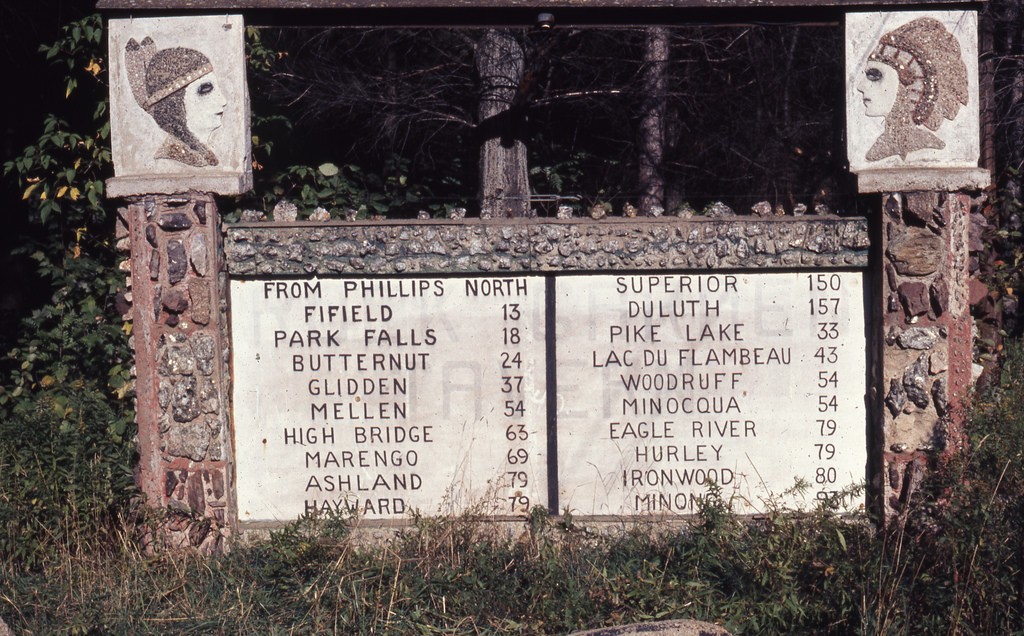 FROM PHILLIPS NORTH
FIFIELD 13
PARK FALLS 18
BUTTERNUT 24
GLIDDEN 37
MELLEN 54
HIGH BRIDGE 63
MARENGO 69
ASHLAND 79
HAYWARD 79
SUPERIOR 150
DULUTH 157
PIKE LAKE 33
LAC DU FLAMBEAU 43
WOODRUFF 54
MINOCQUA 54
EAGLE RIVER 79
HURLEY 79
IRONWOOD 80
MINONG 93